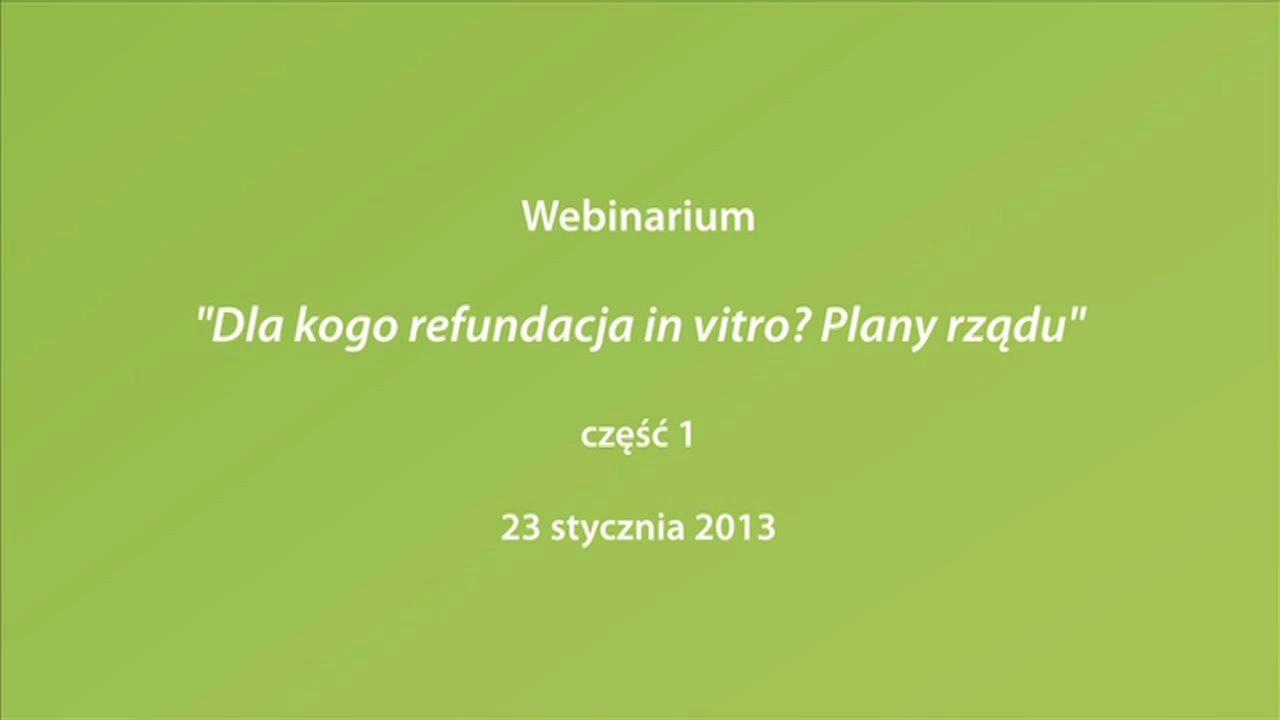 Webinarium
"Dla kogo refundacja in vitro? Plany rządu"
część 1
23 stycznia 2013